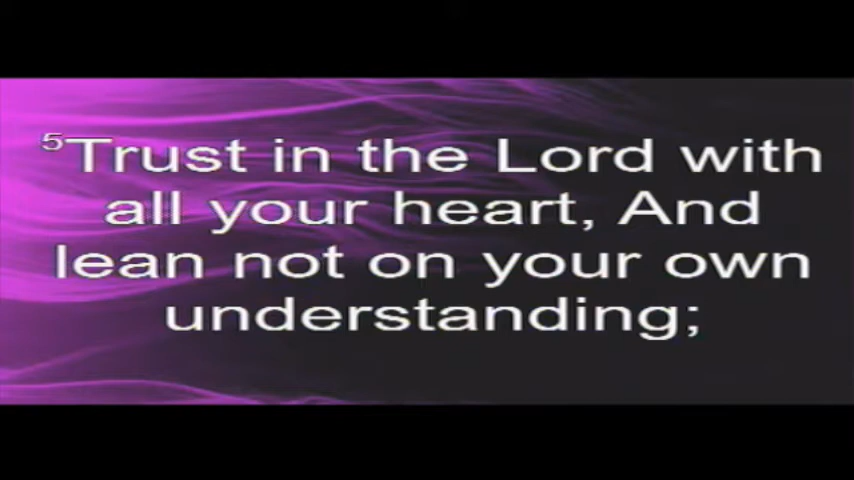 ⁵Trust in the Lord with
all your heart, And
lean not on your own
understanding;